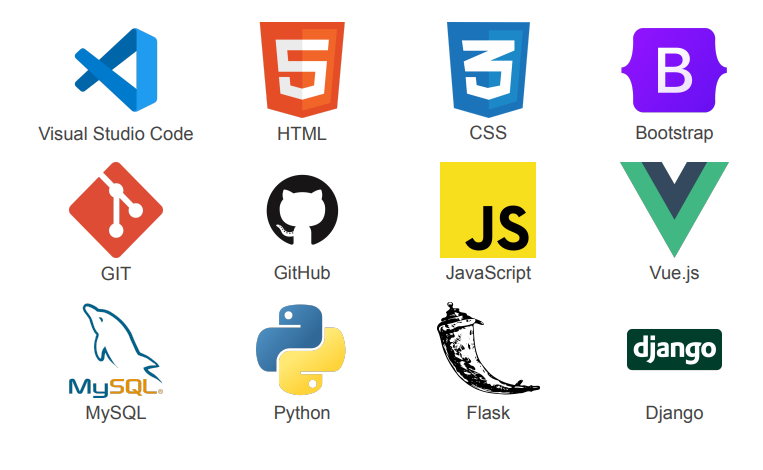 5
3
B
Visual Studio Code
HTML
CSS
Bootstrap
JS
GIT
GitHub
JavaScript
Vue.js
MySQL®
django
MySQL
Python
Flask
Django